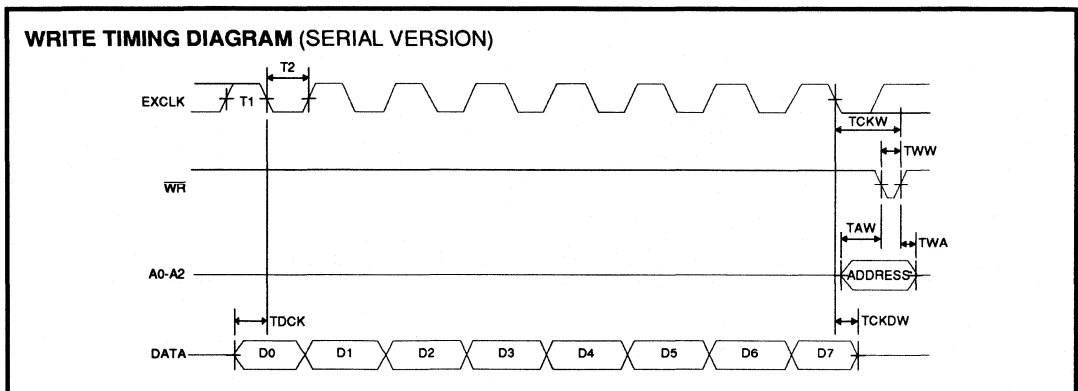 WRITE TIMING DIAGRAM (SERIAL VERSION)
T2
EXCLK
T1
TCKW
TWW
WR
TAW
TWA
A0-A2
ADDRESS
TDCK
TCKDW
DATA
D0 D1 D2 D3 D4 D5 D6 D7